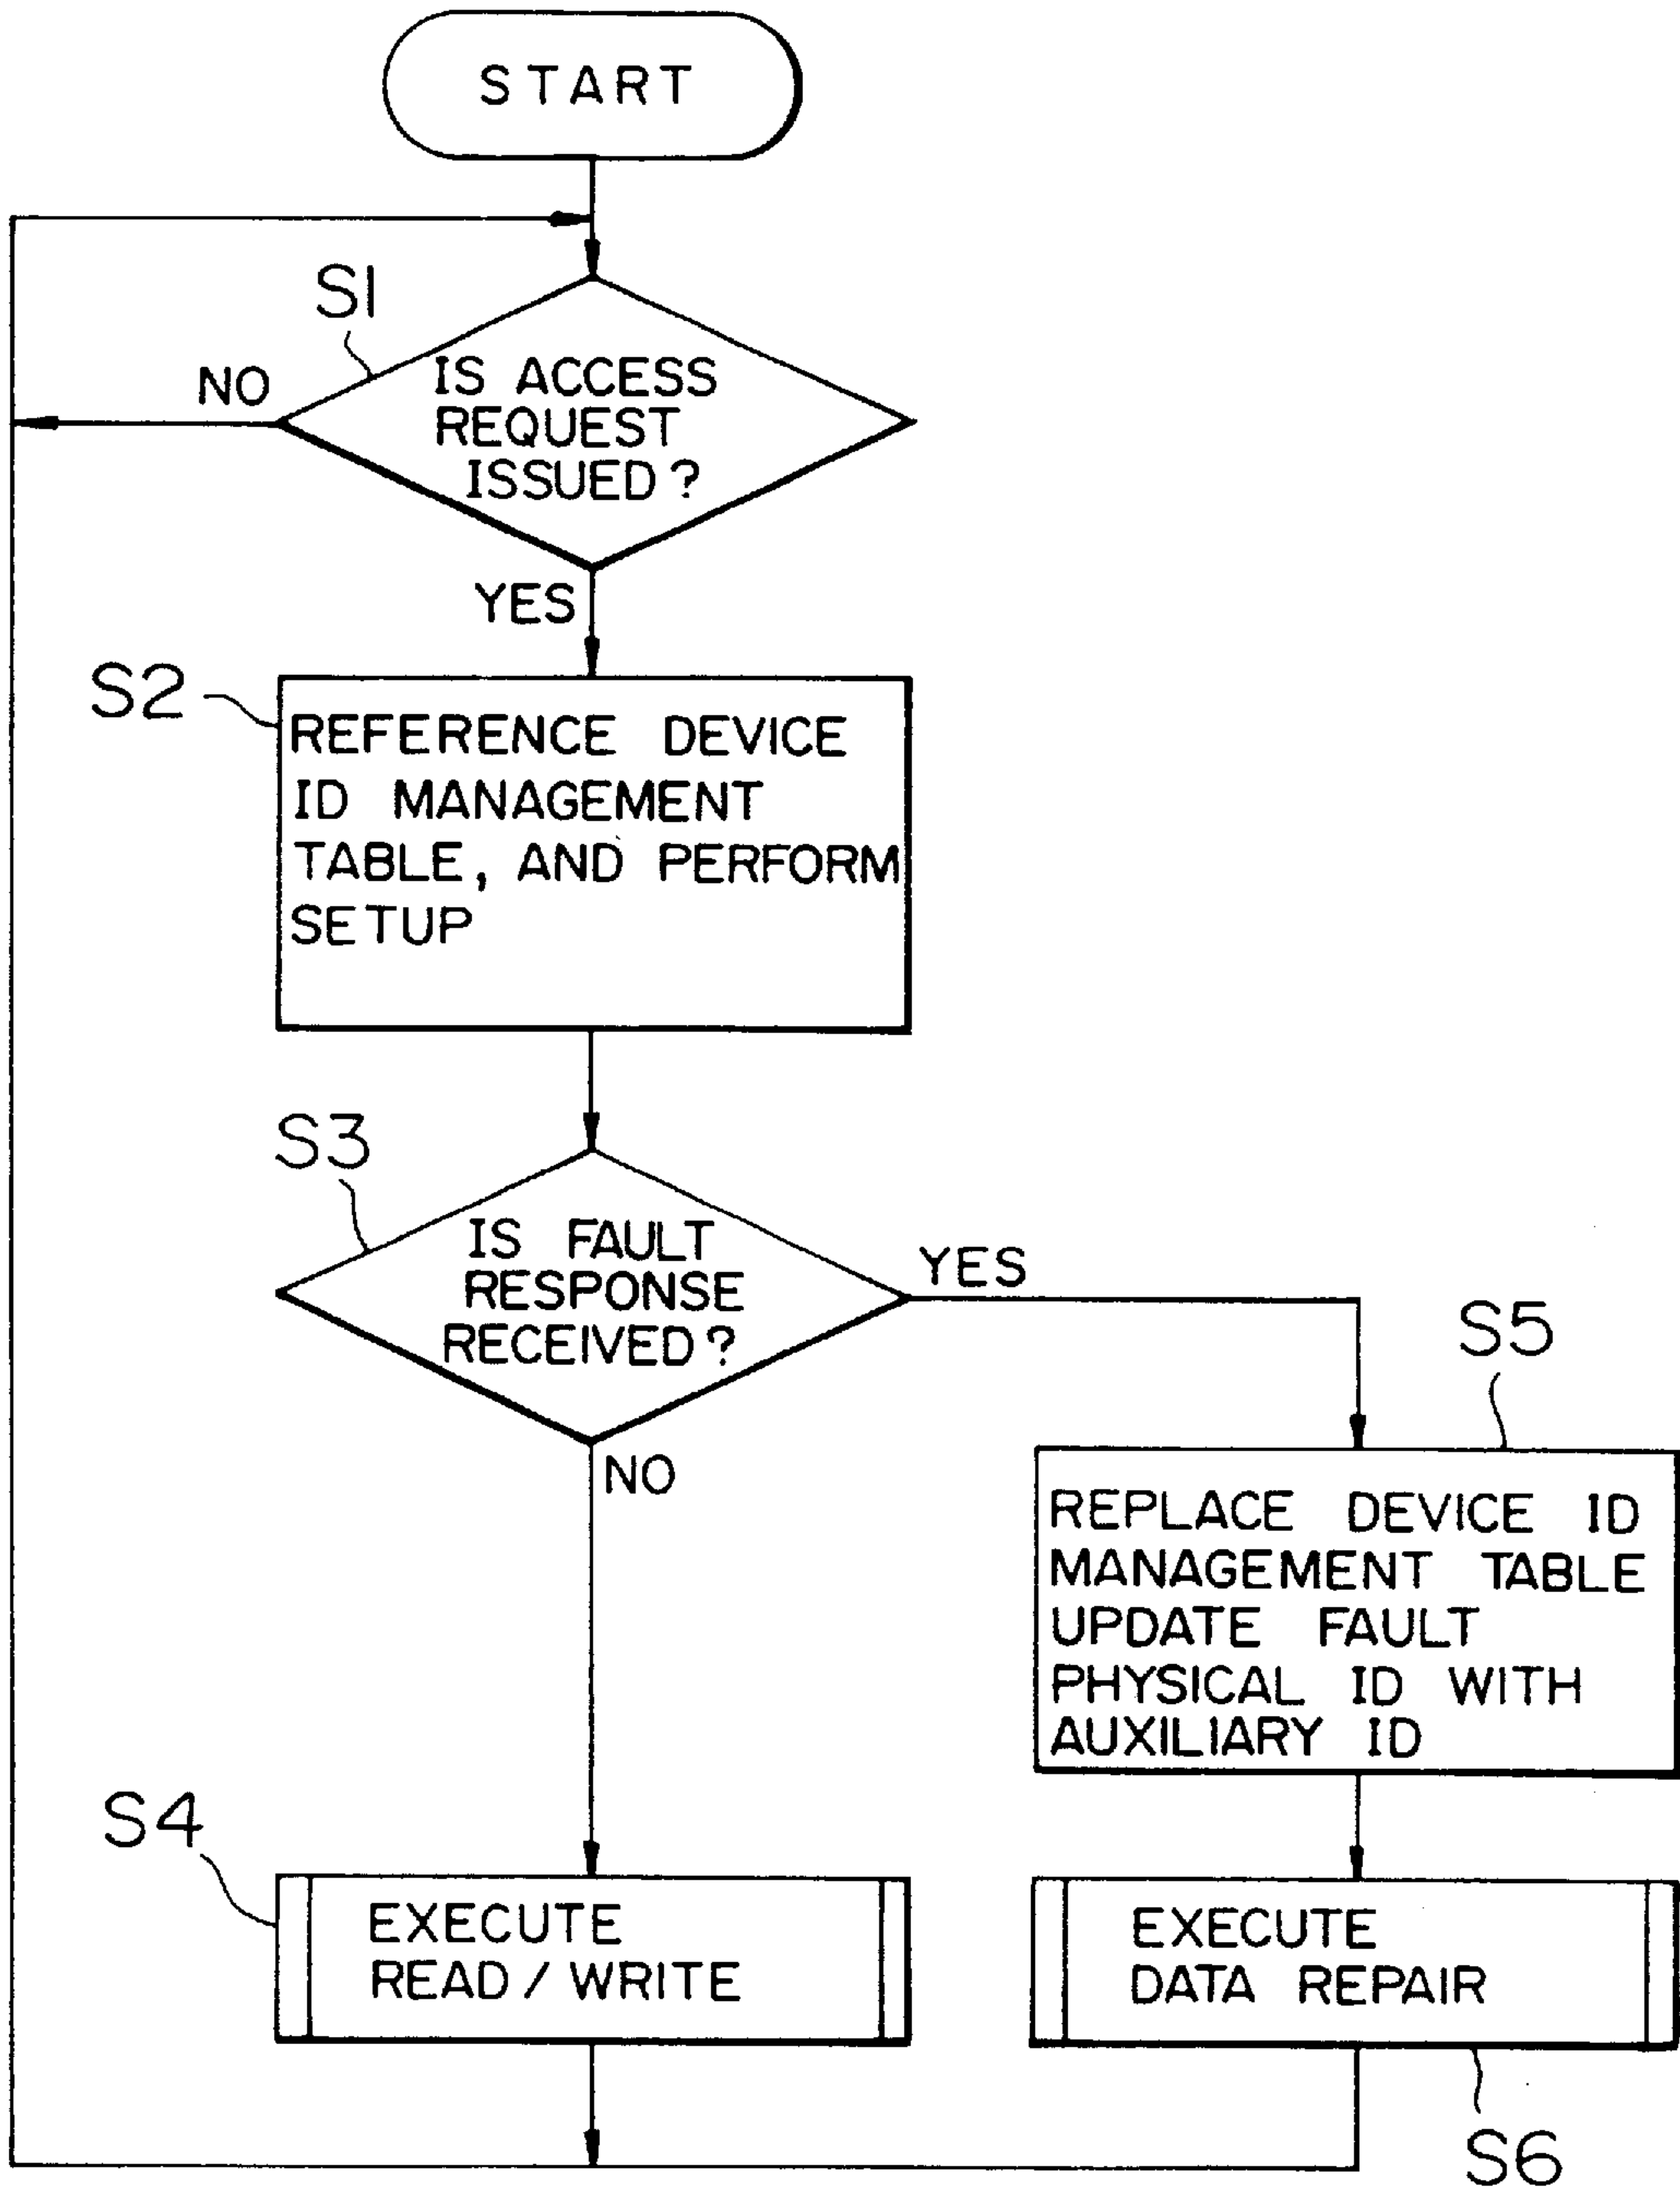 START
S1
NO
IS ACCESS
REQUEST
ISSUED?
YES
S2
REFERENCE DEVICE
ID MANAGEMENT
TABLE, AND PERFORM
SETUP
S3
IS FAULT
RESPONSE
RECEIVED?
YES
NO
S5
REPLACE DEVICE ID
MANAGEMENT TABLE
UPDATE FAULT
PHYSICAL ID WITH
AUXILIARY ID
S4
EXECUTE
READ/WRITE
EXECUTE
DATA REPAIR
S6